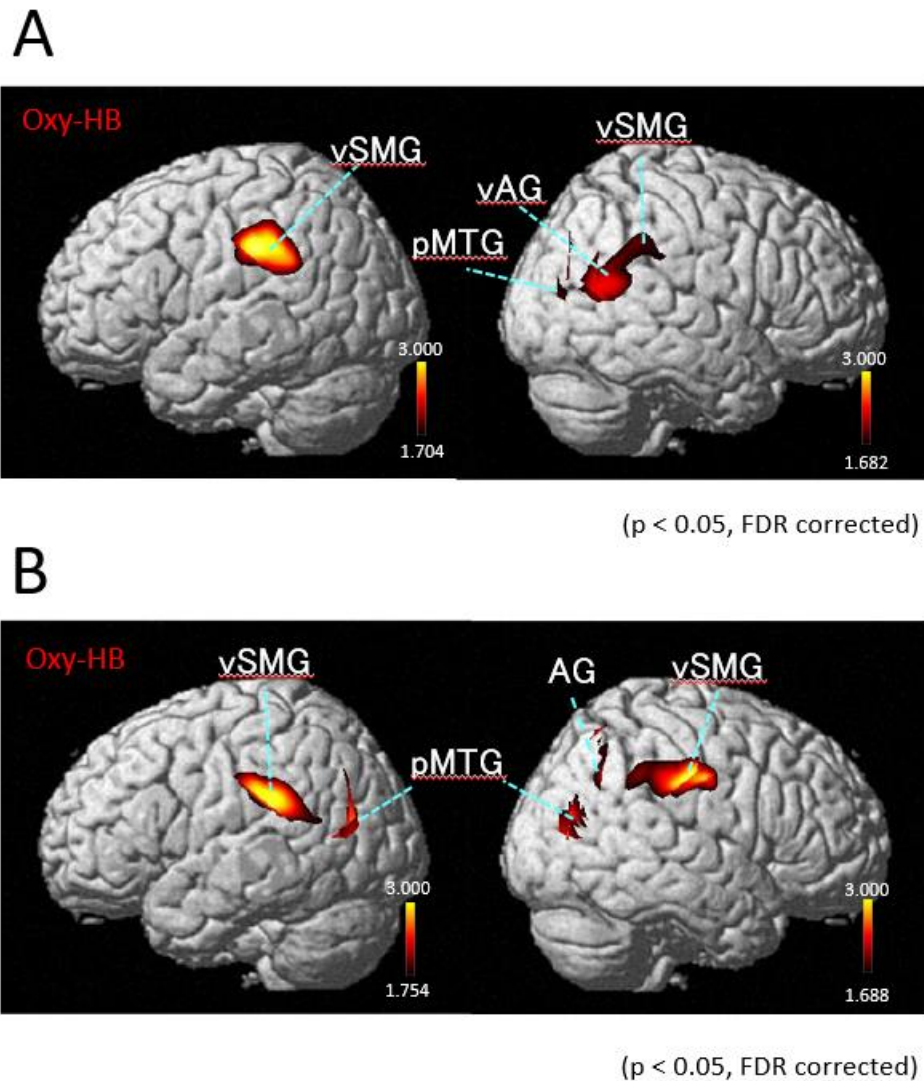 A
Oxy-HB
vSMG
vSMG
vAG
pMTG
3.000
1.704
3.000
1.682
(p < 0.05, FDR corrected)
B
Oxy-HB
vSMG
pMTG
AG
vSMG
3.000
1.754
3.000
1.688
(p < 0.05, FDR corrected)